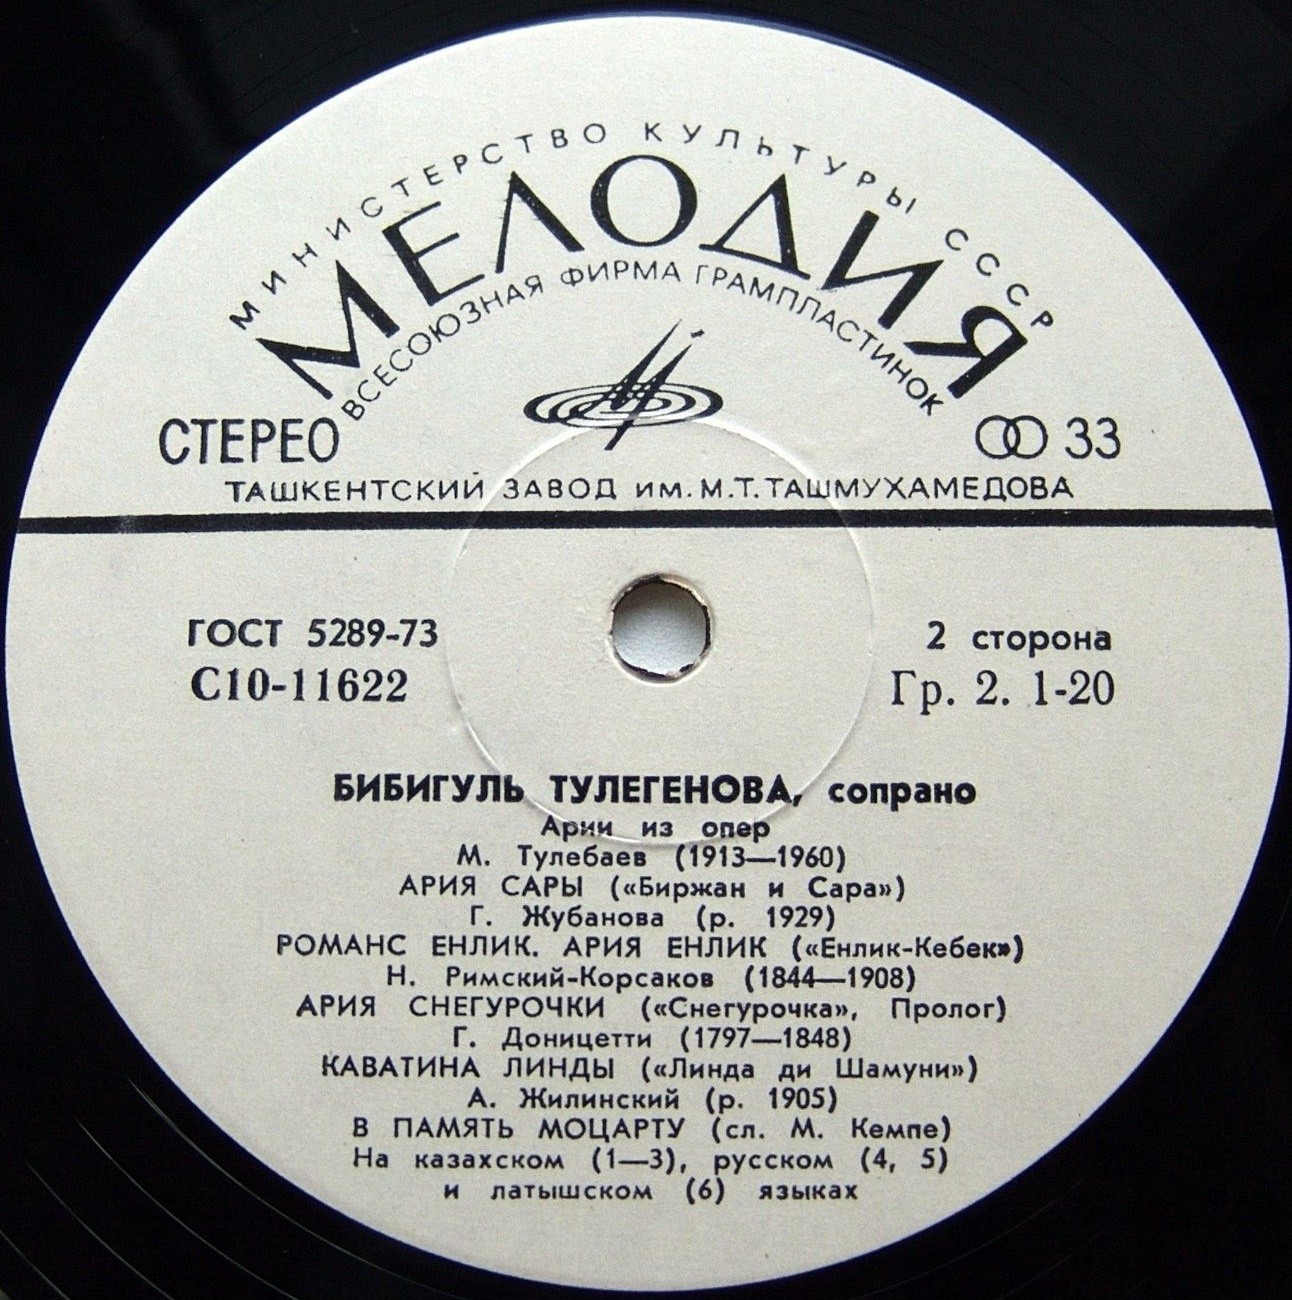 МИНИСТЕРСТВО КУЛЬТУРЫ СССР
МЕЛОДИЯ
ВСЕСОЮЗНАЯ ФИРМА ГРАМПЛАСТИНОК
СТЕРЕО
33
ТАШКЕНТСКИЙ ЗАВОД им. М.Т. ТАШМУХАМЕДОВА
ГОСТ 5289-73
2 сторона
С10-11622
Гр. 2. 1-20
БИБИГУЛЬ ТУЛЕГЕНОВА, сопрано
Арии из опер
М. Тулебаев (1913—1960)
АРИЯ САРЫ («Биржан и Сара»)
Г. Жубанова (р. 1929)
РОМАНС ЕНЛИК. АРИЯ ЕНЛИК («Енлик-Кебек»)
Н. Римский-Корсаков (1844—1908)
АРИЯ СНЕГУРОЧКИ («Снегурочка», Пролог)
Г. Доницетти (1797—1848)
КАВАТИНА ЛИНДЫ («Линда ди Шамуни»)
А. Жилинский (р. 1905)
В ПАМЯТЬ МОЦАРТУ (сл. М. Кемпе)
На казахском (1—3), русском (4, 5)
и латышском (6) языках